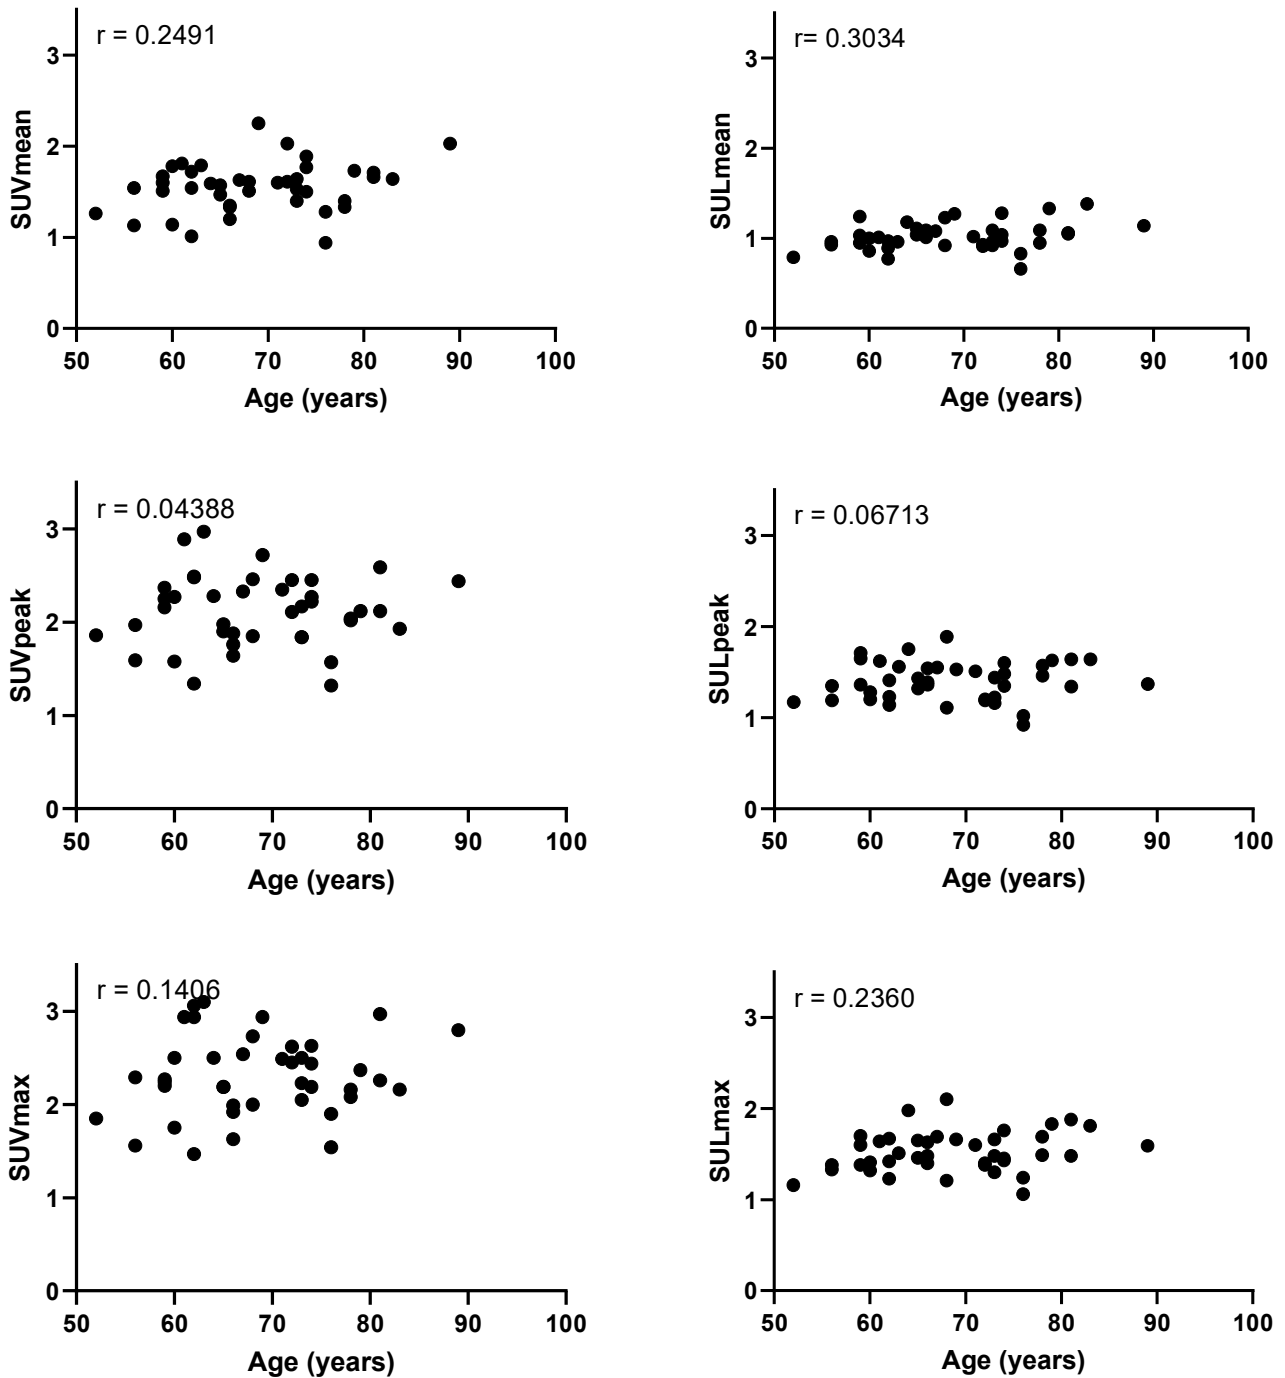 r = 0.2491
SUVmean
3
2
1
0
50 60 70 80 90 100
Age (years)
r= 0.3034
SULmean
3
2
1
0
50 60 70 80 90 100
Age (years)
r = 0.04388
SUVpeak
3
2
1
0
50 60 70 80 90 100
Age (years)
r = 0.06713
SULpeak
3
2
1
0
50 60 70 80 90 100
Age (years)
r = 0.1406
SUVmax
3
2
1
0
50 60 70 80 90 100
Age (years)
r = 0.2360
SULmax
3
2
1
0
50 60 70 80 90 100
Age (years)